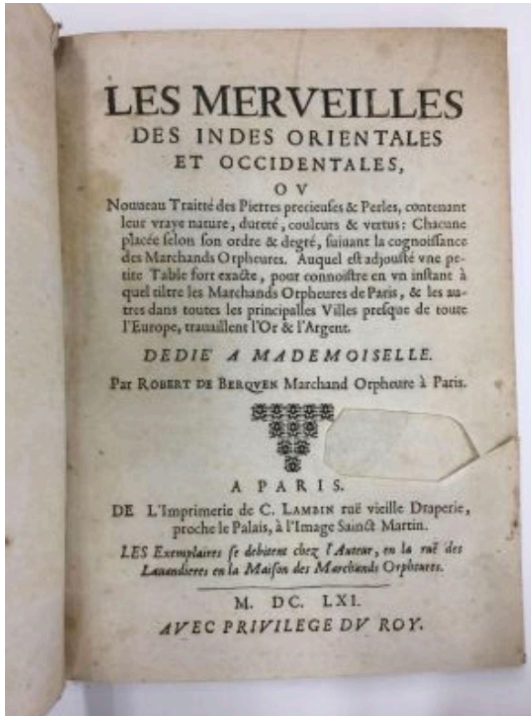 LES MERVEILLES
DES INDES ORIENTALES
ET OCCIDENTALES,
OV
Nouueau Traitté des Pierres precieuses & Perles, contenant
leur vraye nature, dureté, couleurs & vertus: Chacune
placée selon son ordre & degré, suiuant la cognoissance
des Marchands Orpheures. Auquel est adjousté vne pe-
tite Table fort exacte, pour connoistre en vn instant à
quel tiltre les Marchands Orpheures de Paris, & les au-
tres dans toutes les principalles Villes presque de toute
l'Europe, trauaillent l'Or & l'Argent.
DEDIE' A MADEMOISELLE.
Par ROBERT DE BERQVEN Marchand Orpheure à Paris.
A PARIS.
DE L'Imprimerie de C. LAMBIN ruë vieille Draperie,
proche le Palais, à l'Image Sainct Martin.
LES Exemplaires se debitent chez l'Auteur, en la ruë des
Lauandieres en la Maison des Marchands Orpheures.
M. DC. LXI.
AVEC PRIVILEGE DV ROY.